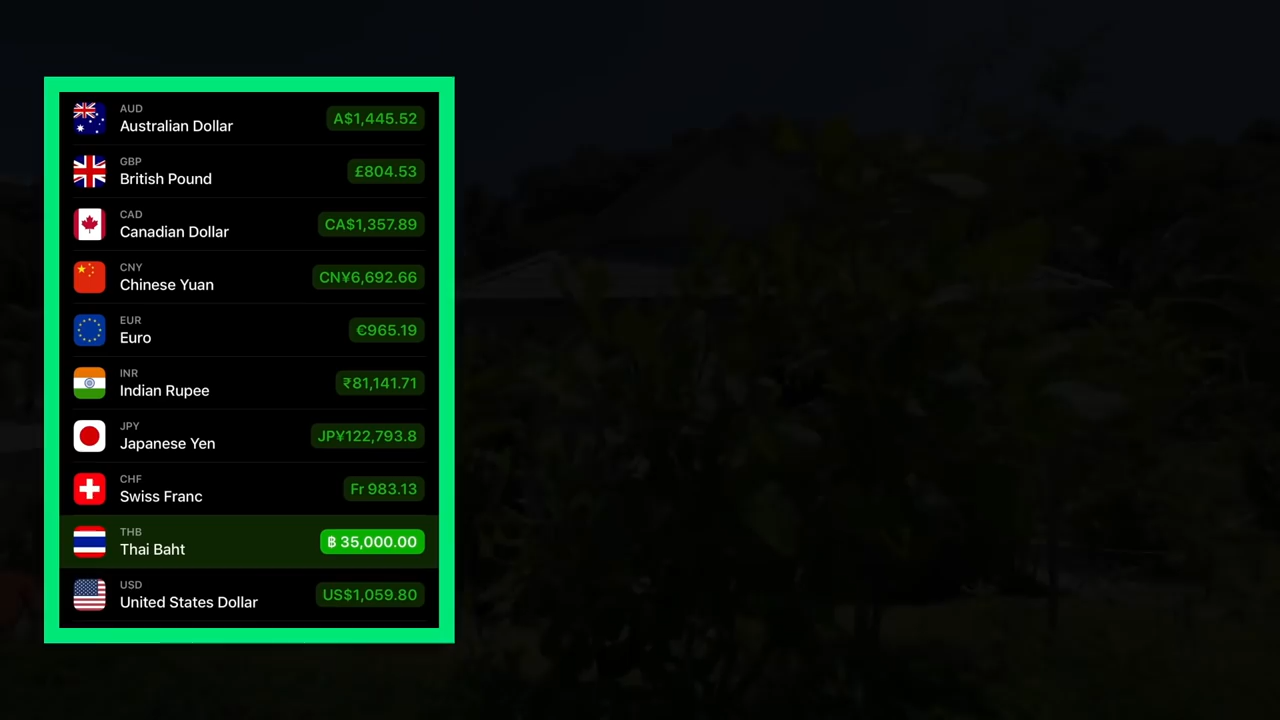 AUD
Australian Dollar
A$1,445.52
GBP
British Pound
£804.53
CAD
Canadian Dollar
CA$1,357.89
CNY
Chinese Yuan
CN¥6,692.66
EUR
Euro
€965.19
INR
Indian Rupee
₹81,141.71
JPY
Japanese Yen
JP¥122,793.8
CHF
Swiss Franc
Fr 983.13
THB
Thai Baht
฿ 35,000.00
USD
United States Dollar
US$1,059.80